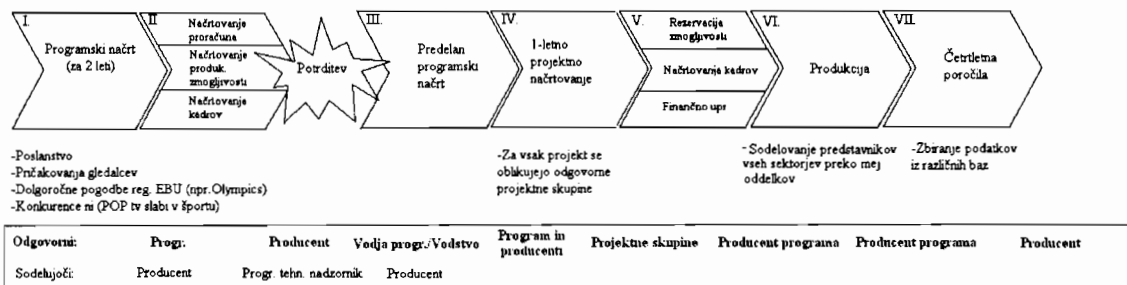 I.
Programski načrt
(za 2 leti)
II
Načrtovanje
proračuna
Načrtovanje
produk.
zmogljivosti
Načrtovanje
kadrov
Potrditev
III.
Predelan
programski
načrt
IV.
1-letno
projektno
načrtovanje
V.
Rezervacija
zmogljivosti
Načrtovanja kadrov
Finančno upr
VI.
Produkcija
VII.
Četrtletna
poročila
-Poslanstvo
-Pričakovanja gledalcev
-Dolgoročne pogodbe reg. EBU (npr.Olympics)
-Konkurence ni (POP tv slabi v športu)
-Za vsak projekt se
oblikujejo odgovorne
projektne skupine
-Sodelovanje predstavnikov
vseh sektorjev preko mej
oddelkov
-Zbiranje podatkov
iz različnih baz
Odgovorni: Progr. Producent Vodja progr./Vodstvo Program in producenti Projektne skupine Producent programa Producent programa Producent
Sodelujoči: Producent Progr. tehn. nadzornik Producent